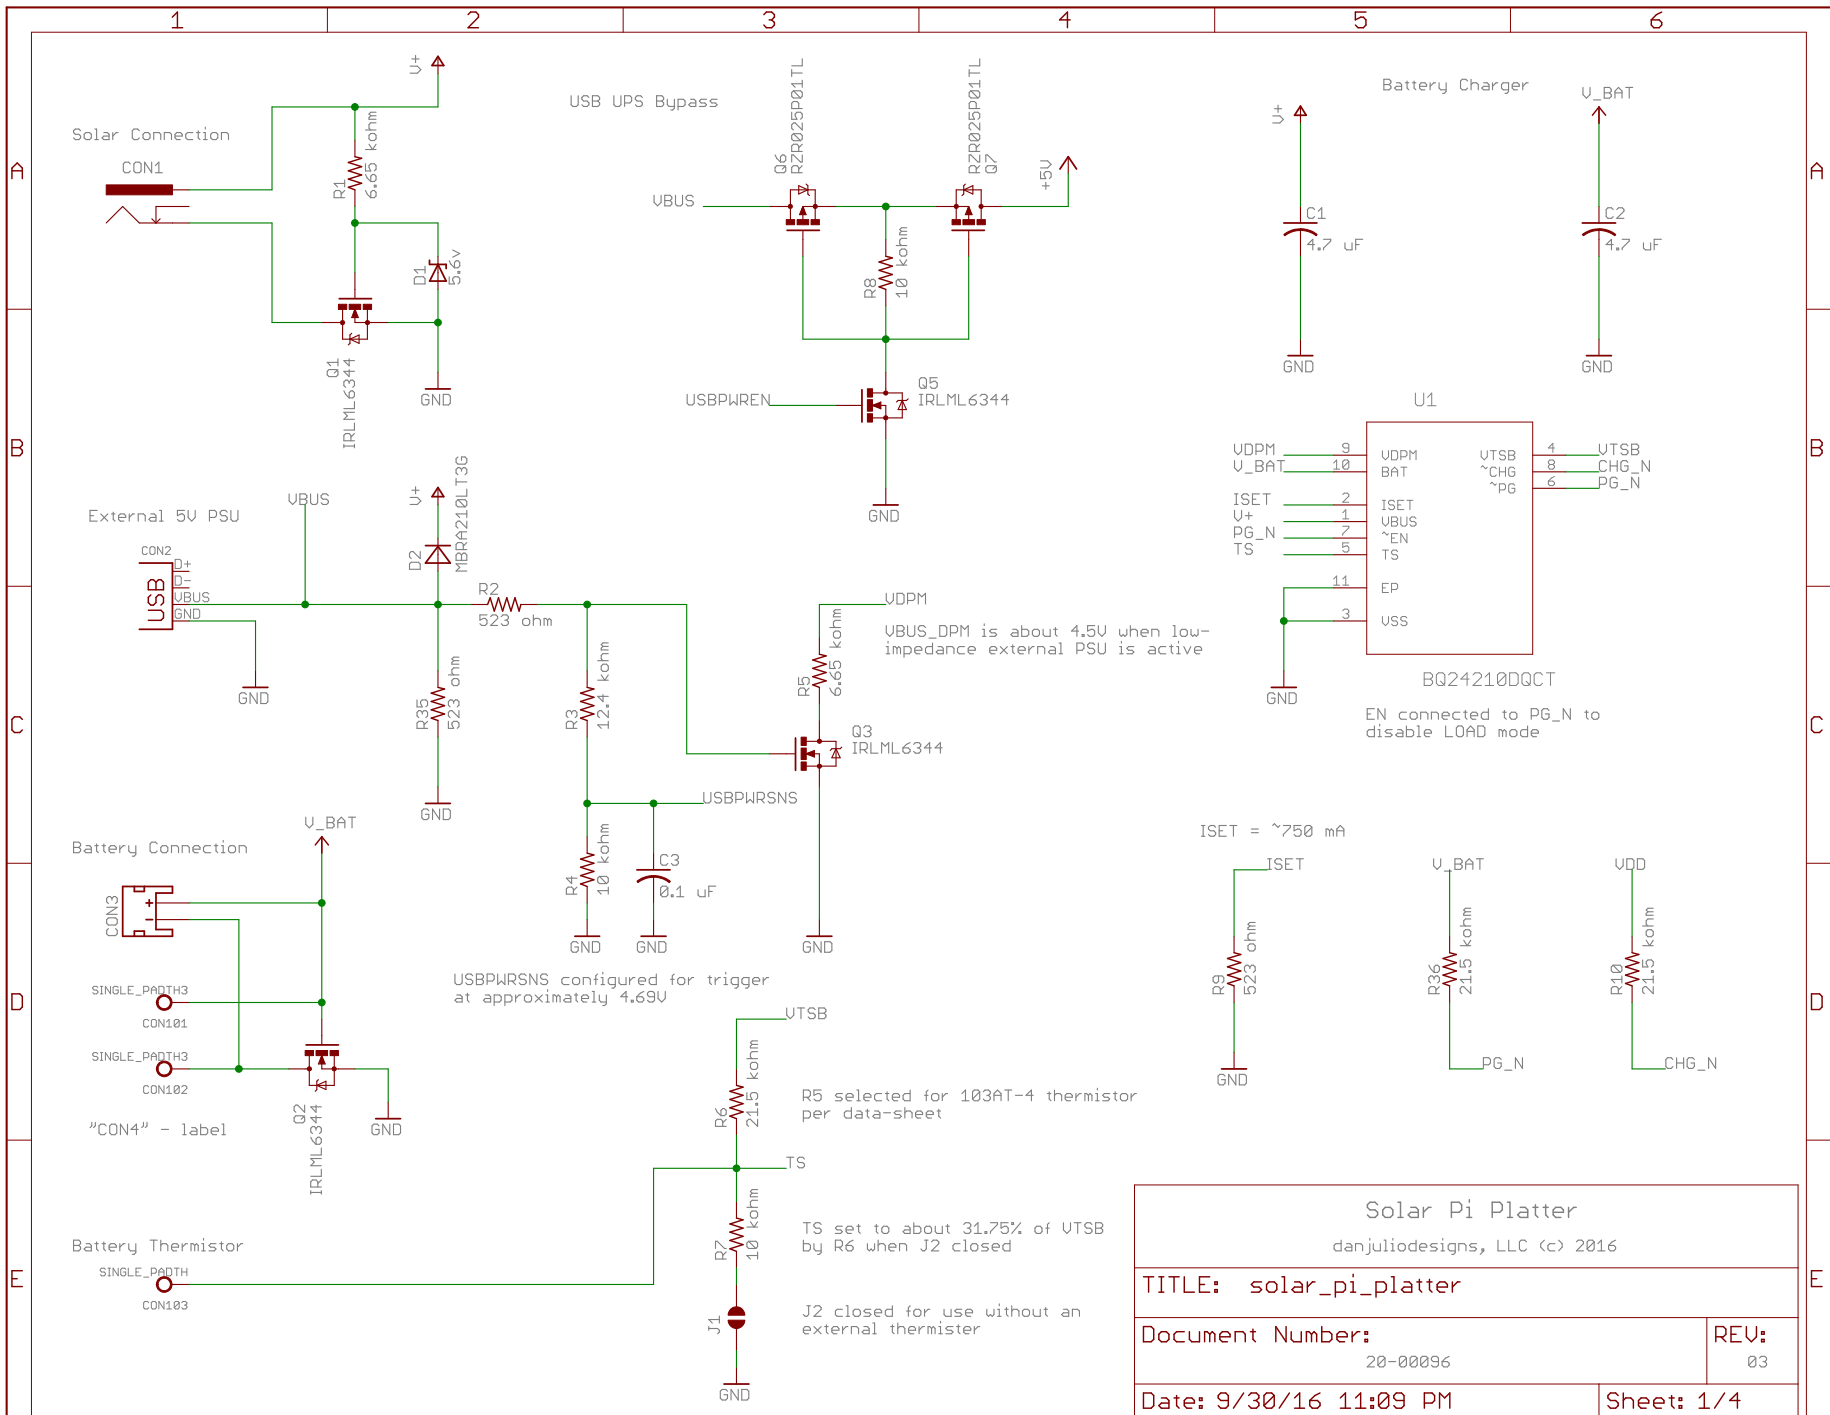 1 2 3 4 5 6
A
B
C
D
E
A
B
C
D
E
Solar Connection
CON1
V+
R1
6.65 kohm
D1
5.6v
Q1
IRLML6344
GND
USB UPS Bypass
VBUS
Q6
RZR025P01TL
RZR025P01TL
Q7
+5V
R8
10 kohm
USBPWREN
Q5
IRLML6344
GND
Battery Charger
V+
C1
4.7 uF
GND
V_BAT
C2
4.7 uF
GND
U1
VDPM 9 VDPM
V_BAT 10 BAT
ISET 2 ISET
V+ 1 VBUS
PG_N 7 ~EN
TS 5 TS
11 EP
3 VSS
VTSB 4 VTSB
~CHG 8 CHG_N
~PG 6 PG_N
GND
BQ24210DQCT
EN connected to PG_N to
disable LOAD mode
External 5V PSU
CON2
USB
D+
D-
VBUS
GND
GND
VBUS
V+
D2
MBRA210LT3G
R2
523 ohm
R35
523 ohm
GND
R3
12.4 kohm
USBPWRSNS
R4
10 kohm
GND
C3
0.1 uF
GND
VDPM
VBUS_DPM is about 4.5V when low-
impedance external PSU is active
R5
6.65 kohm
Q3
IRLML6344
GND
USBPWRSNS configured for trigger
at approximately 4.69V
Battery Connection
V_BAT
CON3
+
-
SINGLE_PADTH3
CON101
SINGLE_PADTH3
CON102
"CON4" - label
Q2
IRLML6344
GND
VTSB
R6
21.5 kohm
R5 selected for 103AT-4 thermistor
per data-sheet
TS
R7
10 kohm
TS set to about 31.75% of VTSB
by R6 when J2 closed
J1
J2 closed for use without an
external thermister
GND
Battery Thermistor
SINGLE_PADTH
CON103
ISET = ~750 mA
ISET
R9
523 ohm
GND
V_BAT
R36
21.5 kohm
PG_N
VDD
R10
21.5 kohm
CHG_N
Solar Pi Platter
danjuliodesigns, LLC (c) 2016
TITLE: solar_pi_platter
Document Number:
20-00096
REV:
03
Date: 9/30/16 11:09 PM
Sheet: 1/4